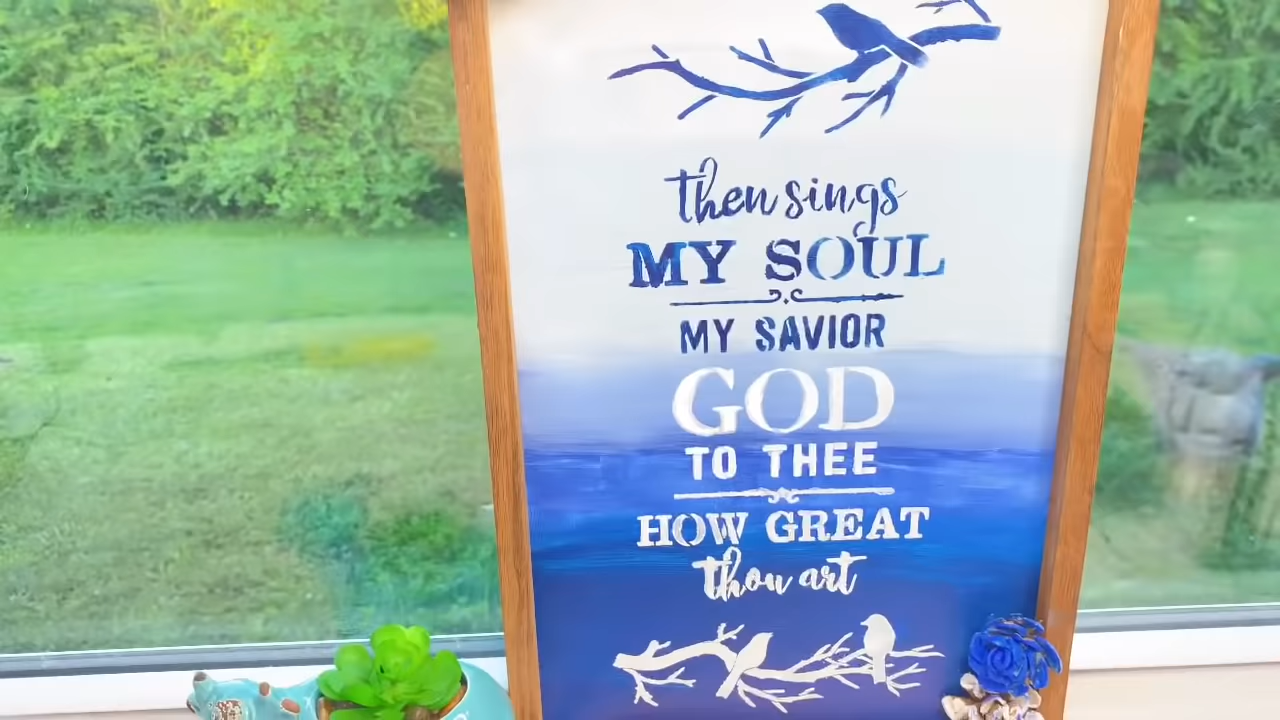 then sings
MY SOUL
MY SAVIOR
GOD
TO THEE
HOW GREAT
thou art